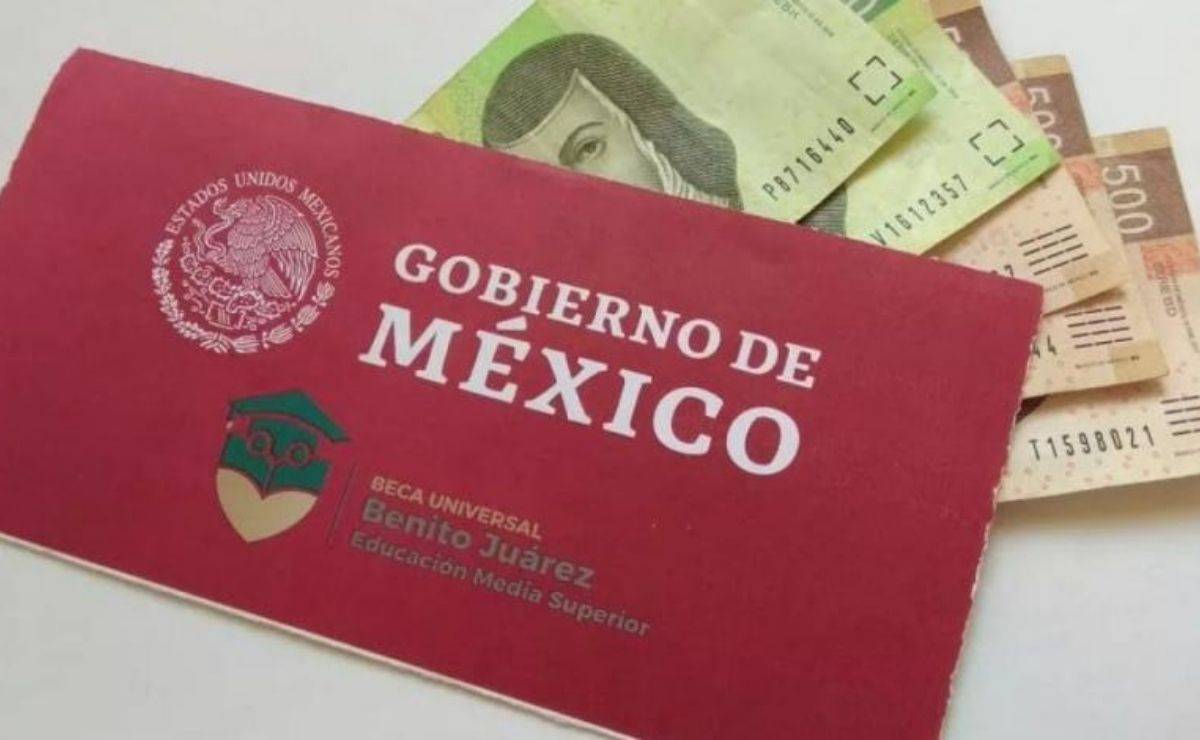 ESTADOS UNIDOS MEXICANOS
GOBIERNO DE
MÉXICO
BECA UNIVERSAL
Benito Juárez
Educación Media Superior
P8716440
V1612357
500
500
T1598021